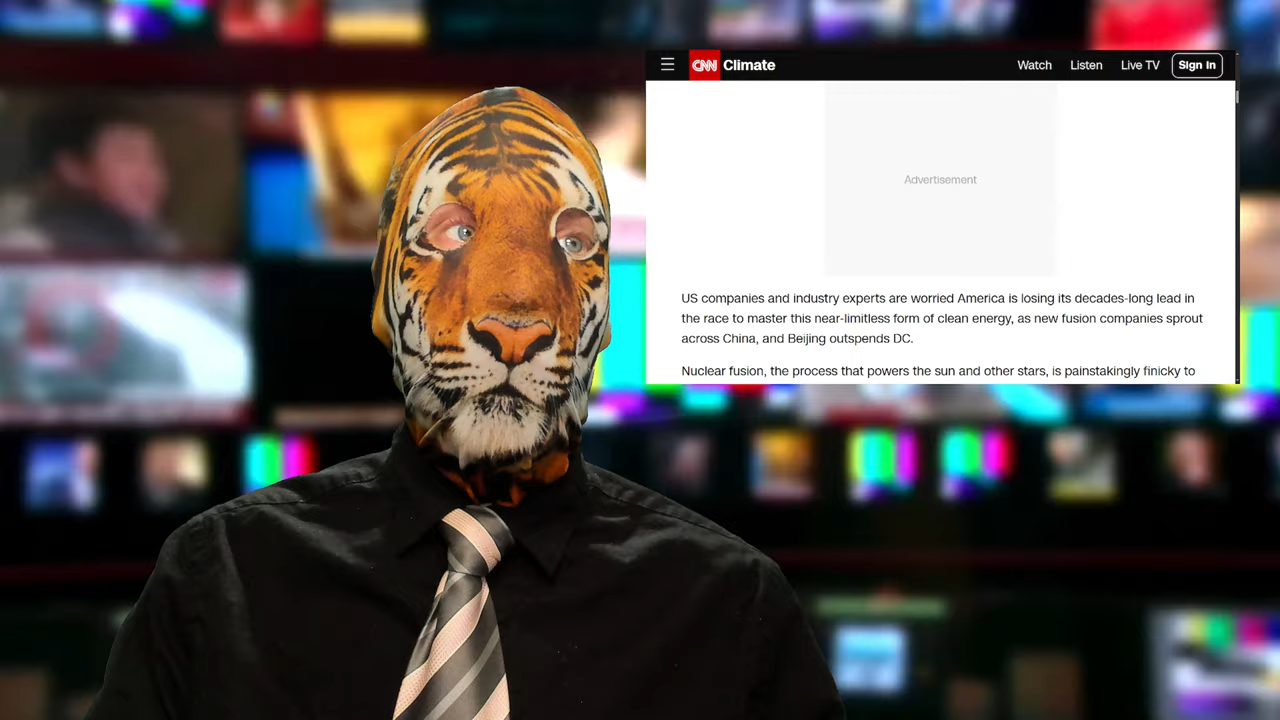 CNN Climate
Watch Listen Live TV Sign In
Advertisement
US companies and industry experts are worried America is losing its decades-long lead in
the race to master this near-limitless form of clean energy, as new fusion companies sprout
across China, and Beijing outspends DC.
Nuclear fusion, the process that powers the sun and other stars, is painstakingly finicky to